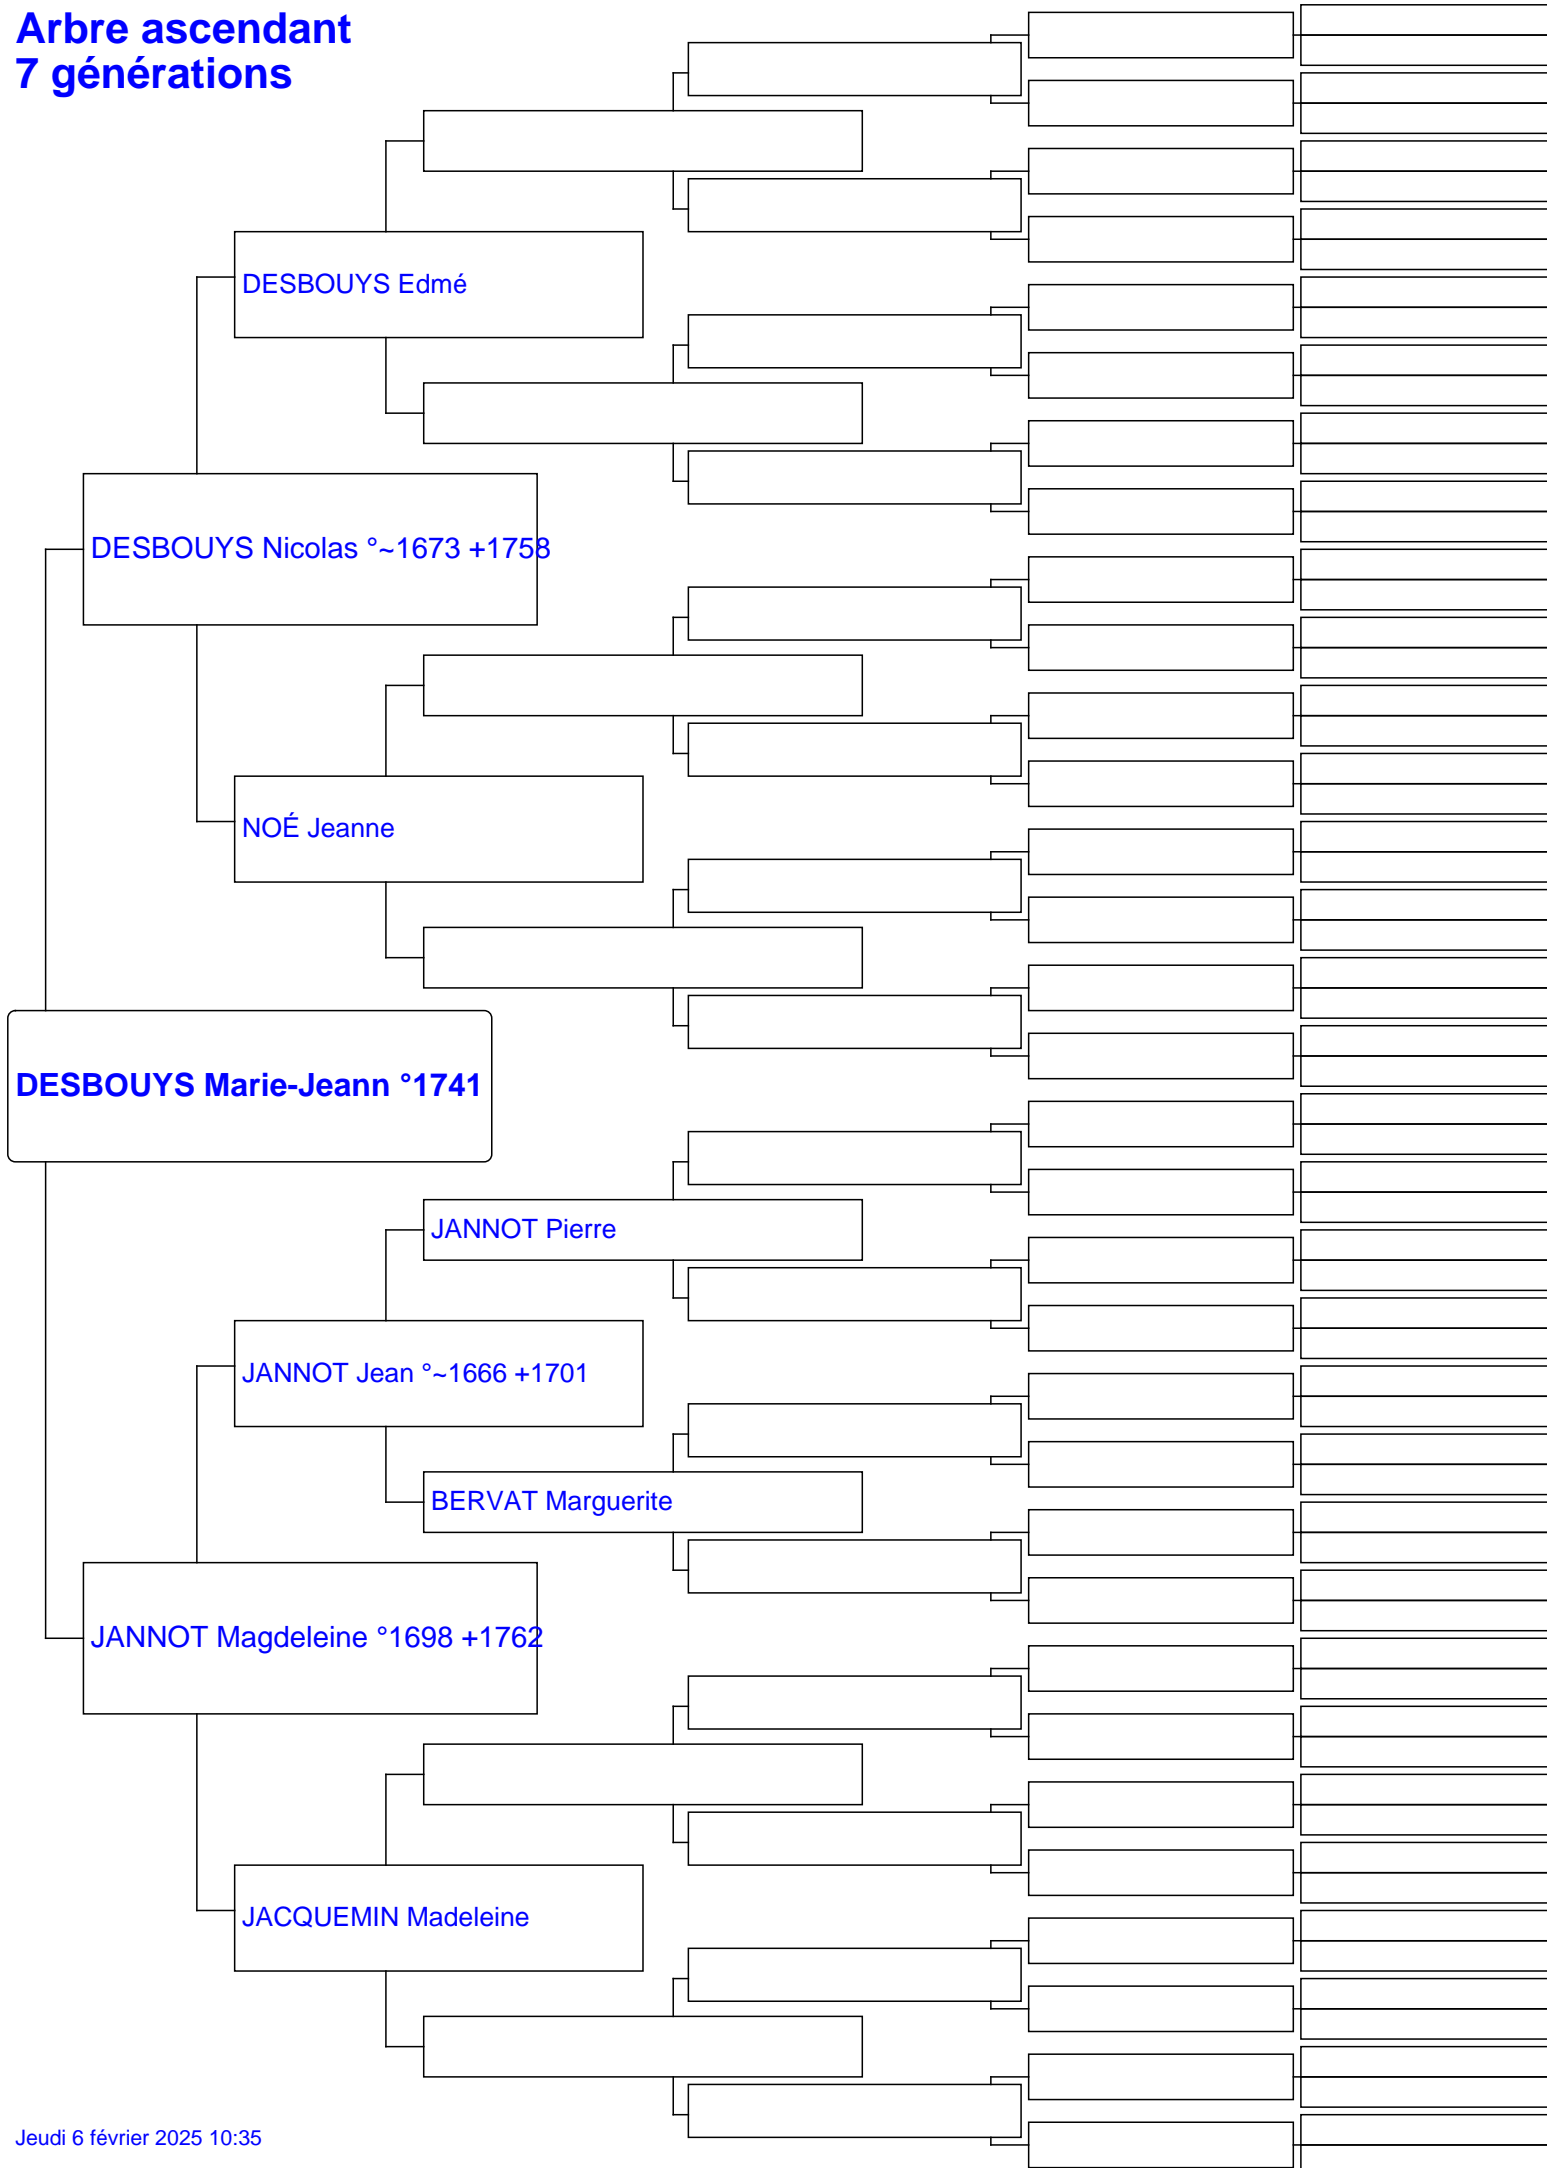 Arbre ascendant
7 générations
DESBOUYS Edmé
DESBOUYS Nicolas °~1673 +1758
NOÉ Jeanne
DESBOUYS Marie-Jeann °1741
JANNOT Pierre
JANNOT Jean °~1666 +1701
BERVAT Marguerite
JANNOT Magdeleine °1698 +1762
JACQUEMIN Madeleine
Jeudi 6 février 2025 10:35